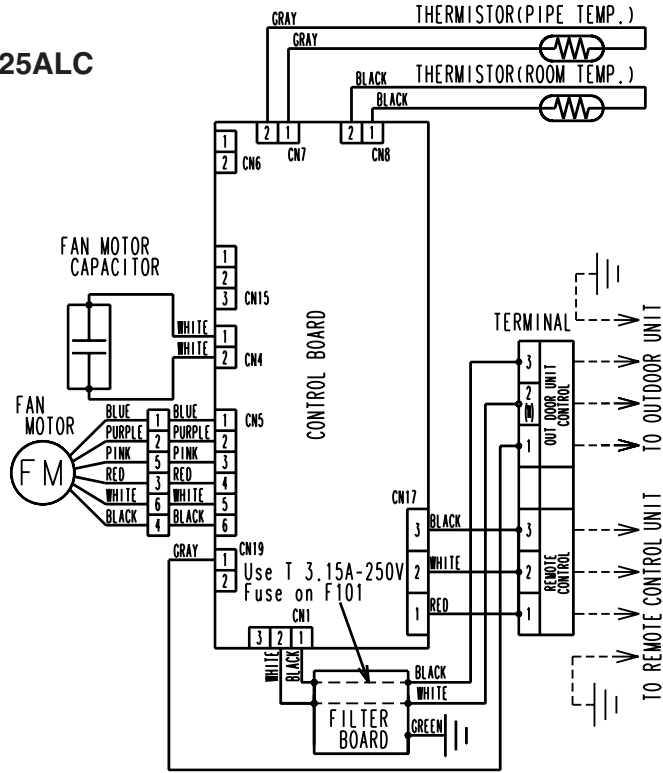 25ALC
GRAY
THERMISTOR(PIPE TEMP.)
GRAY
BLACK
THERMISTOR(ROOM TEMP.)
BLACK
2 1
CN7
2 1
CN8
1
2
CN6
FAN MOTOR
CAPACITOR
1
2
3
CN15
WHITE
WHITE
1
2
CN4
CONTROL BOARD
FAN
MOTOR
FM
BLUE 1 BLUE 1
PURPLE 2 PURPLE 2
PINK 5 PINK 3
RED 3 RED 4
WHITE 6 WHITE 5
BLACK 4 BLACK 6
CN5
GRAY
1
2
CN19
Use T 3.15A-250V
Fuse on F101
CN1
3 2 1
WHITE
BLACK
FILTER
BOARD
BLACK
WHITE
GREEN
CN17
3 BLACK
2 WHITE
1 RED
TERMINAL
3
2
(N)
1
OUT DOOR UNIT
CONTROL
3
2
1
REMOTE
CONTROL
TO OUTDOOR UNIT
TO REMOTE CONTROL UNIT